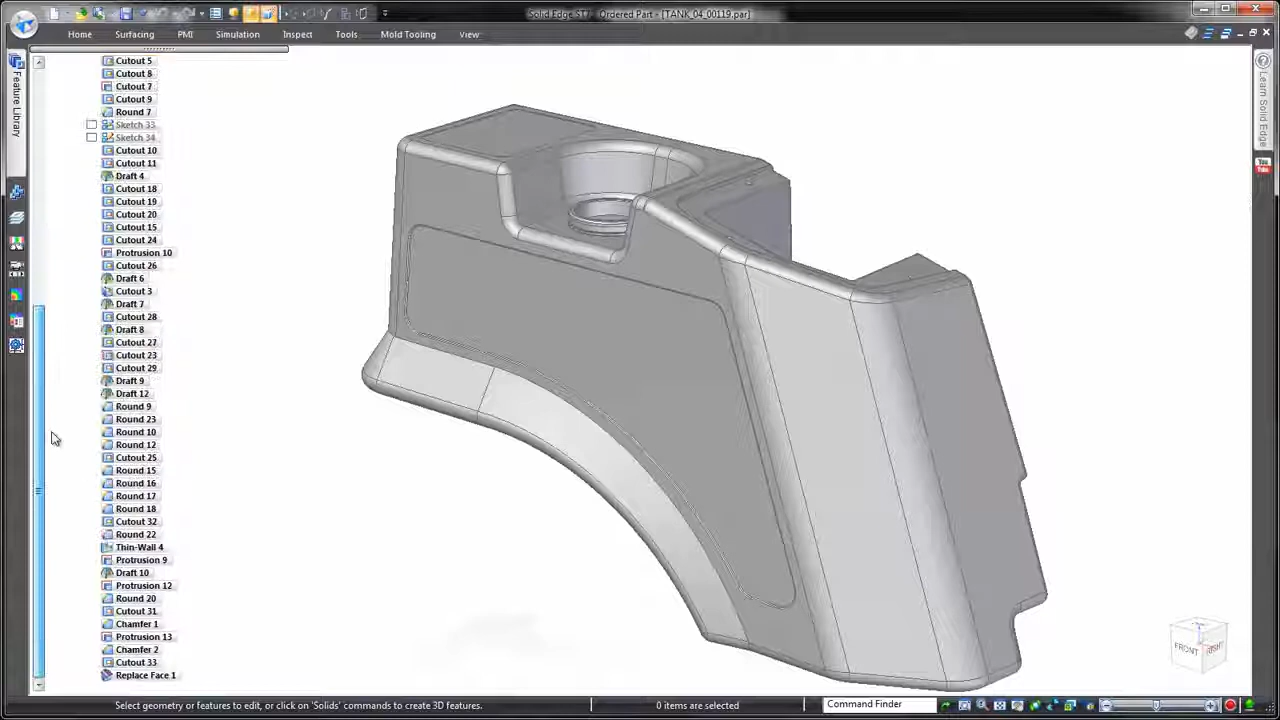 Solid Edge ST7 - Ordered Part - [TANK_04_00119.par]
Home Surfacing PMI Simulation Inspect Tools Mold Tooling View
Feature Library
Cutout 5
Cutout 8
Cutout 7
Cutout 9
Round 7
Sketch 33
Sketch 34
Cutout 10
Cutout 11
Draft 4
Cutout 18
Cutout 19
Cutout 20
Cutout 15
Cutout 24
Protrusion 10
Cutout 26
Draft 6
Cutout 3
Draft 7
Cutout 28
Draft 8
Cutout 27
Cutout 23
Cutout 29
Draft 9
Draft 12
Round 9
Round 23
Round 10
Round 12
Cutout 25
Round 15
Round 16
Round 17
Round 18
Cutout 32
Round 22
Thin-Wall 4
Protrusion 9
Draft 10
Protrusion 12
Round 20
Cutout 31
Chamfer 1
Protrusion 13
Chamfer 2
Cutout 33
Replace Face 1
Learn Solid Edge
You
Tube
FRONT
RIGHT
Select geometry or features to edit, or click on 'Solids' commands to create 3D features.
0 items are selected
Command Finder